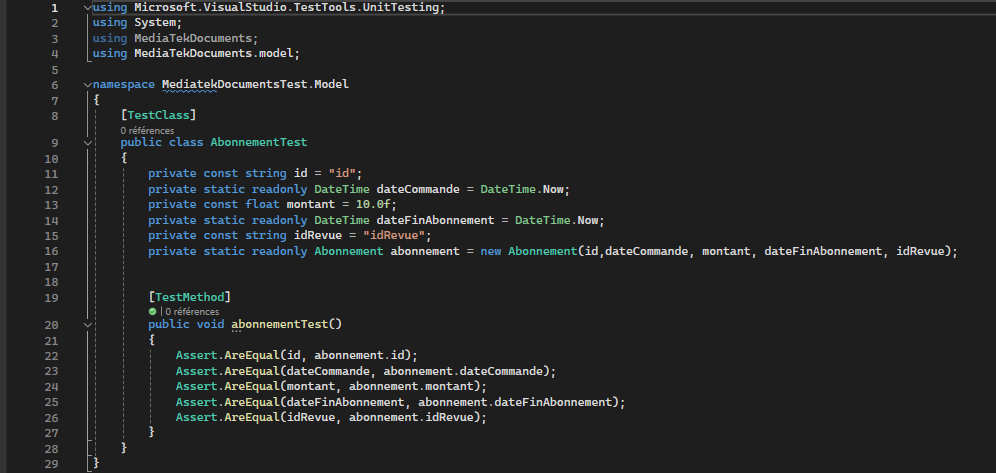 1 using Microsoft.VisualStudio.TestTools.UnitTesting;
2 using System;
3 using MediaTekDocuments;
4 using MediaTekDocuments.model;
5
6 namespace MediatekDocumentsTest.Model
7 {
8 [TestClass]
0 références
9 public class AbonnementTest
10 {
11 private const string id = "id";
12 private static readonly DateTime dateCommande = DateTime.Now;
13 private const float montant = 10.0f;
14 private static readonly DateTime dateFinAbonnement = DateTime.Now;
15 private const string idRevue = "idRevue";
16 private static readonly Abonnement abonnement = new Abonnement(id,dateCommande, montant, dateFinAbonnement, idRevue);
17
18
19 [TestMethod]
| 0 références
20 public void abonnementTest()
21 {
22 Assert.AreEqual(id, abonnement.id);
23 Assert.AreEqual(dateCommande, abonnement.dateCommande);
24 Assert.AreEqual(montant, abonnement.montant);
25 Assert.AreEqual(dateFinAbonnement, abonnement.dateFinAbonnement);
26 Assert.AreEqual(idRevue, abonnement.idRevue);
27 }
28 }
29 }